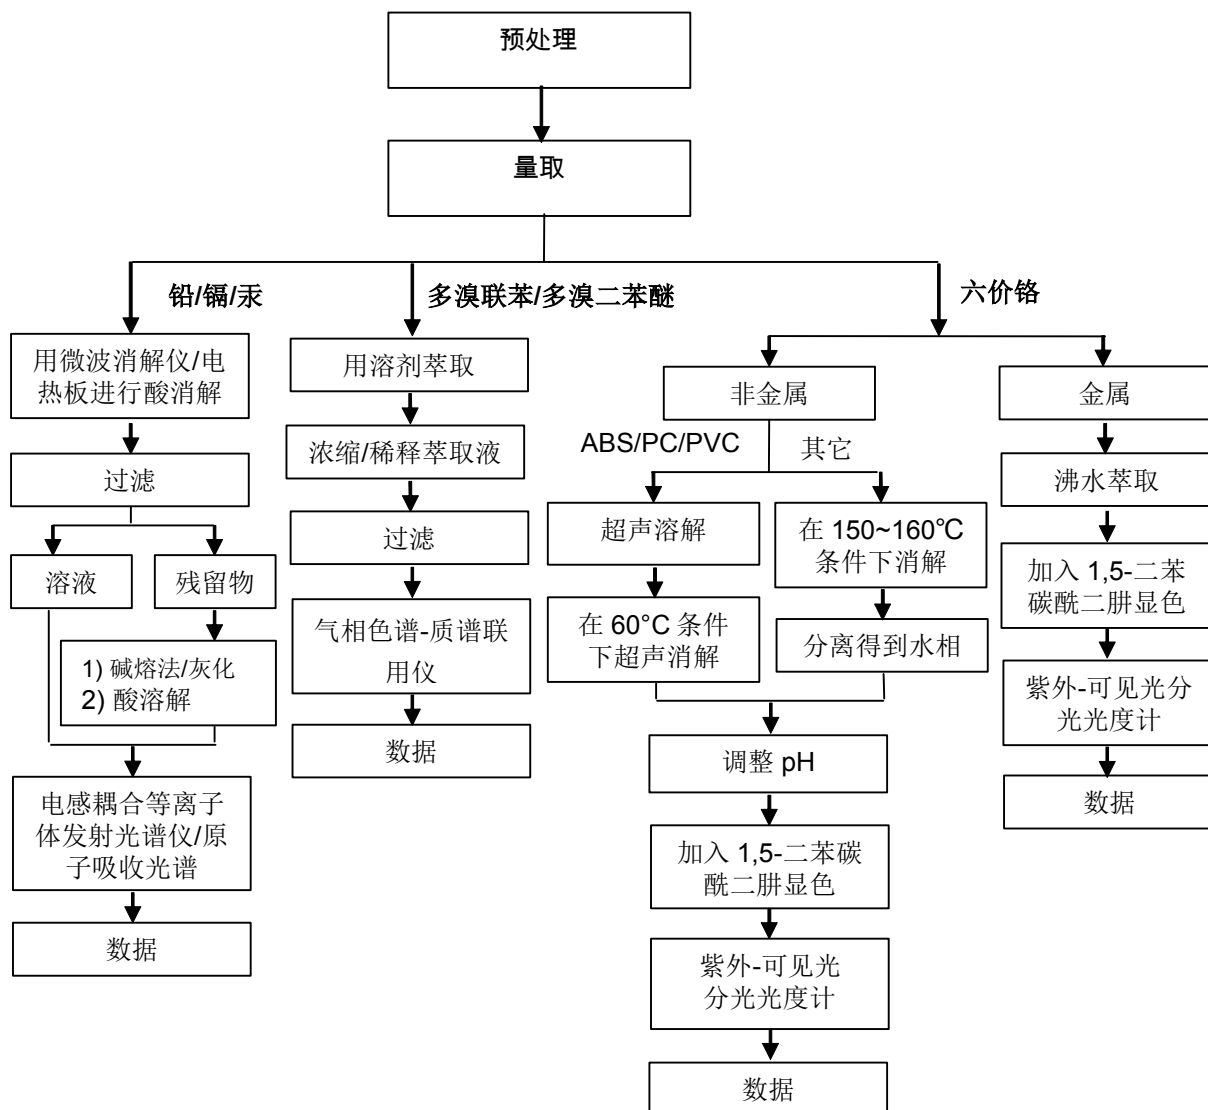 预处理
量取
铅/镉/汞
多溴联苯/多溴二苯醚
六价铬
用微波消解仪/电
热板进行酸消解
过滤
溶液
残留物
1) 碱熔法/灰化
2) 酸溶解
电感耦合等离子
体发射光谱仪/原
子吸收光谱
数据
用溶剂萃取
浓缩/稀释萃取液
过滤
气相色谱-质谱联
用仪
数据
非金属
ABS/PC/PVC
其它
超声溶解
在 60°C 条件
下超声消解
在 150~160℃
条件下消解
分离得到水相
调整 pH
加入 1,5-二苯碳
酰二肼显色
紫外-可见光
分光光度计
数据
金属
沸水萃取
加入 1,5-二苯
碳酰二肼显色
紫外-可见光分
光光度计
数据